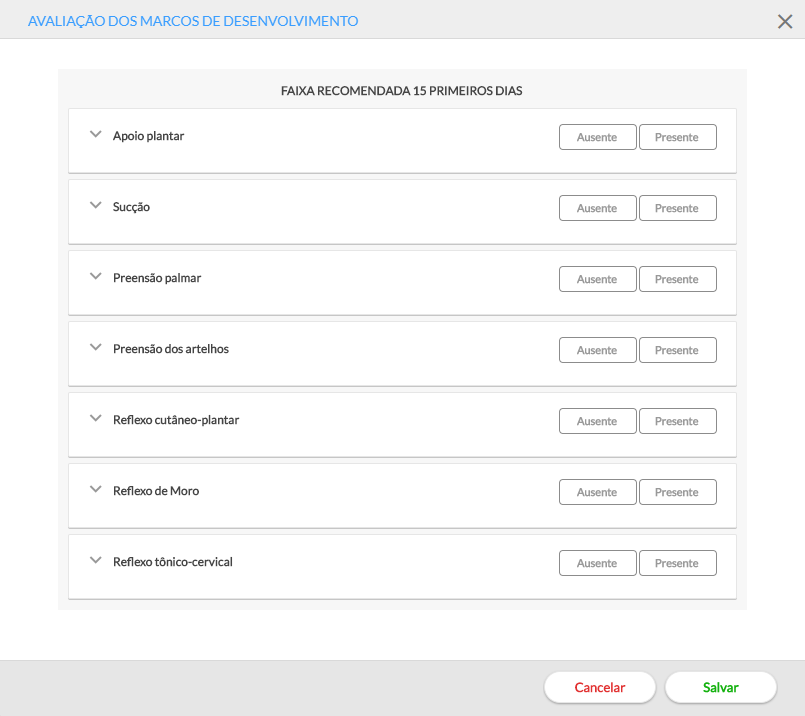 AVALIAÇÃO DOS MARCOS DE DESENVOLVIMENTO
FAIXA RECOMENDADA 15 PRIMEIROS DIAS
Apoio plantar Ausente Presente
Sucção Ausente Presente
Preensão palmar Ausente Presente
Preensão dos artelhos Ausente Presente
Reflexo cutâneo-plantar Ausente Presente
Reflexo de Moro Ausente Presente
Reflexo tônico-cervical Ausente Presente
Cancelar Salvar